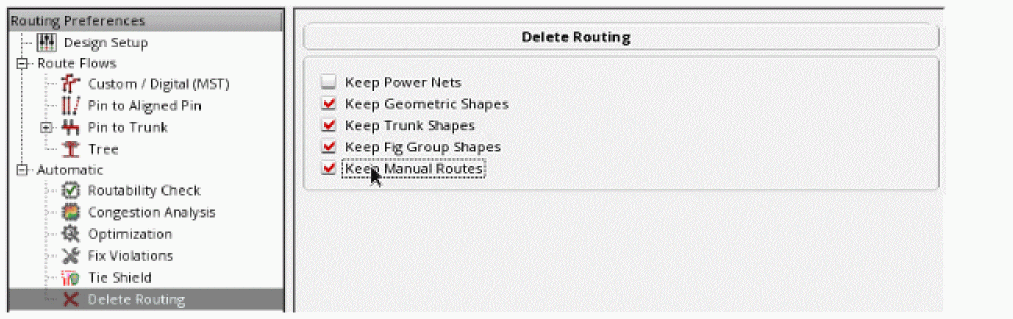 Routing Preferences
Design Setup
Route Flows
Custom / Digital (MST)
Pin to Aligned Pin
Pin to Trunk
Tree
Automatic
Routability Check
Congestion Analysis
Optimization
Fix Violations
Tie Shield
Delete Routing
Delete Routing
Keep Power Nets
Keep Geometric Shapes
Keep Trunk Shapes
Keep Fig Group Shapes
Keep Manual Routes